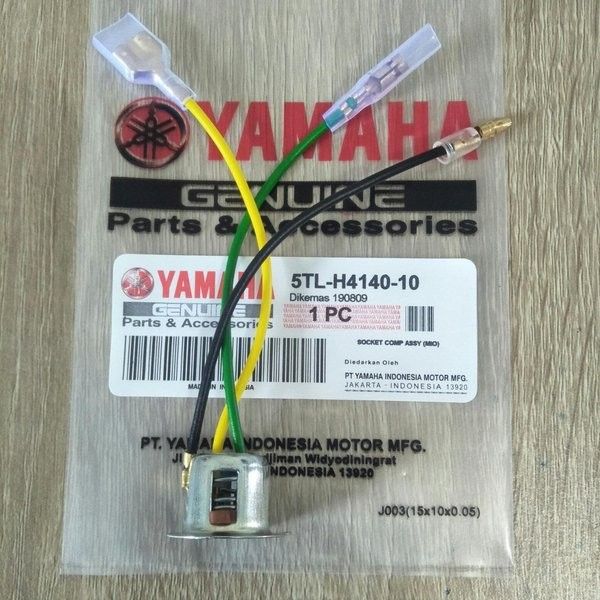 YAMAHA
GENUINE
Parts & Accessories
YAMAHA
GENUINE
Parts & Accessories
5TL-H4140-10
Dikemas 190809
1 PC
SOCKET COMP ASSY (MIO)
Diedarkan Oleh
PT YAMAHA INDONESIA MOTOR MFG.
JAKARTA - INDONESIA 13920
MADE IN INDONESIA
PT. YAMAHA INDONESIA MOTOR MFG.
Widyodiningrat
INDONESIA 13920
J003(15x10x0.05)